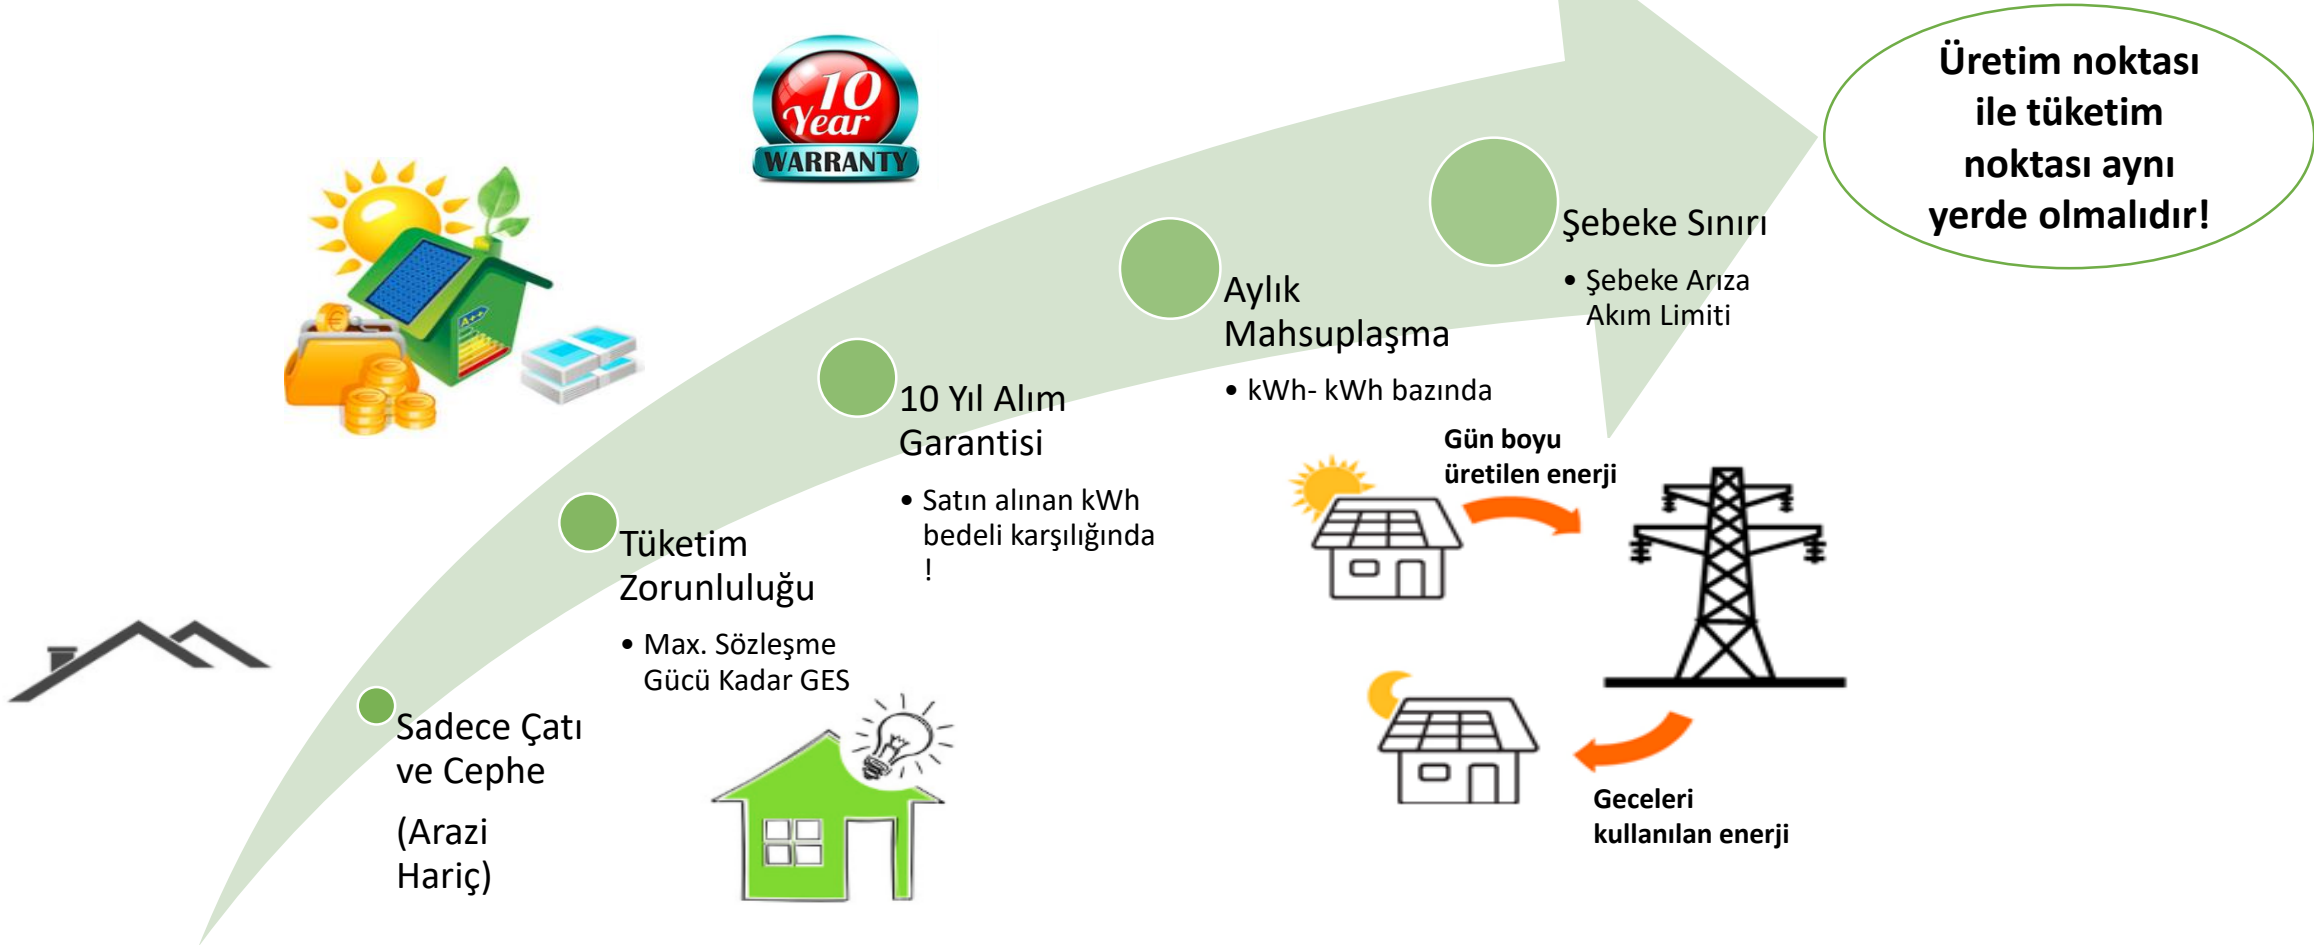 10
Year
WARRANTY
Üretim noktası
ile tüketim
noktası aynı
yerde olmalıdır!
Şebeke Sınırı
• Şebeke Arıza
Akım Limiti
Aylık
Mahsuplaşma
• kWh- kWh bazında
10 Yıl Alım
Garantisi
• Satın alınan kWh
bedeli karşılığında
!
Tüketim
Zorunluluğu
• Max. Sözleşme
Gücü Kadar GES
Sadece Çatı
ve Cephe
(Arazi
Hariç)
A++
€
Gün boyu
üretilen enerji
Geceleri
kullanılan enerji